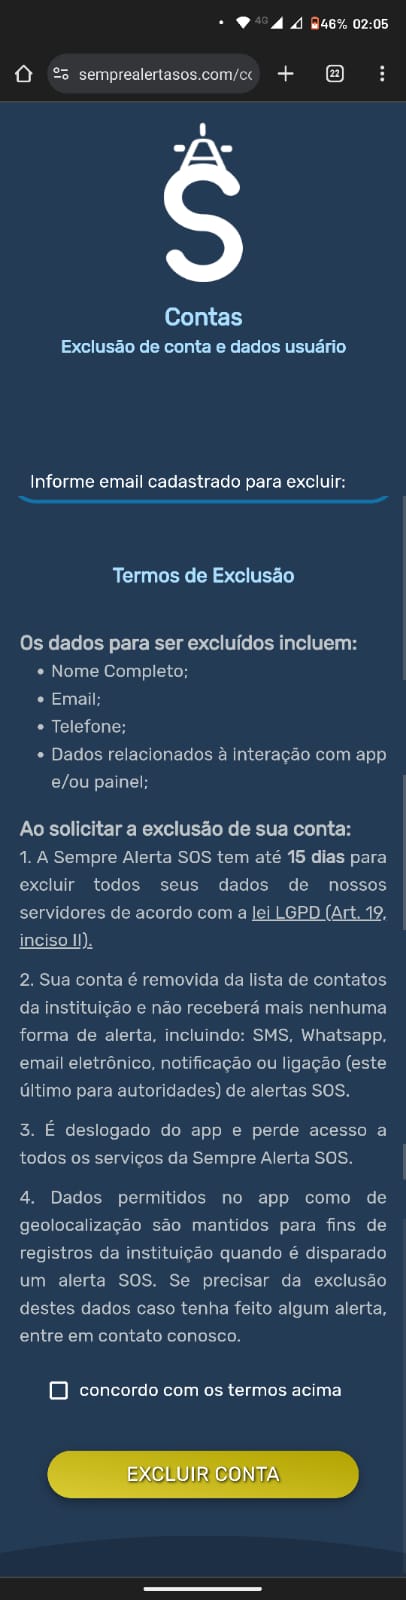 4G 46% 02:05
semprealertasos.com/cc
22
S
Contas
Exclusão de conta e dados usuário
Informe email cadastrado para excluir:
Termos de Exclusão
Os dados para ser excluídos incluem:
Nome Completo;
Email;
Telefone;
Dados relacionados à interação com app
e/ou painel;
Ao solicitar a exclusão de sua conta:
1. A Sempre Alerta SOS tem até 15 dias para
excluir todos seus dados de nossos
servidores de acordo com a lei LGPD (Art. 19,
inciso II).
2. Sua conta é removida da lista de contatos
da instituição e não receberá mais nenhuma
forma de alerta, incluindo: SMS, Whatsapp,
email eletrônico, notificação ou ligação (este
último para autoridades) de alertas SOS.
3. É deslogado do app e perde acesso a
todos os serviços da Sempre Alerta SOS.
4. Dados permitidos no app como de
geolocalização são mantidos para fins de
registros da instituição quando é disparado
um alerta SOS. Se precisar da exclusão
destes dados caso tenha feito algum alerta,
entre em contato conosco.
concordo com os termos acima
EXCLUIR CONTA